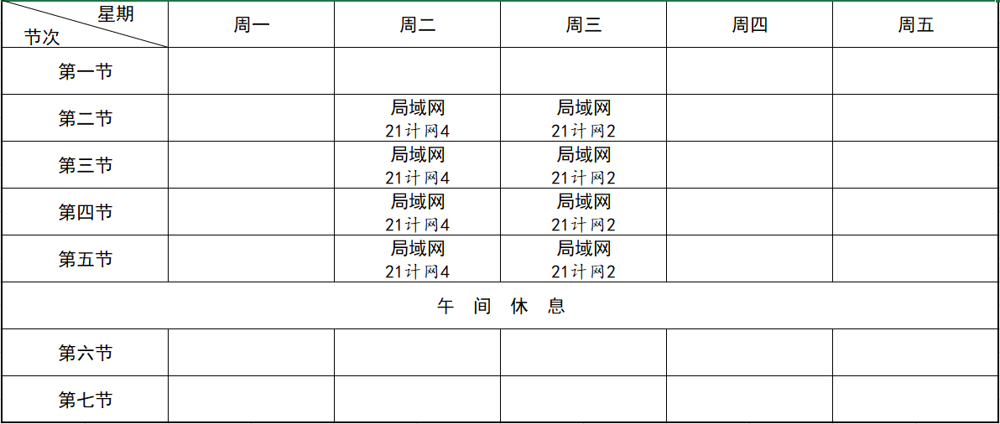 星期
节次
周一
周二
周三
周四
周五
第一节
第二节
局域网
21计网4
局域网
21计网2
第三节
局域网
21计网4
局域网
21计网2
第四节
局域网
21计网4
局域网
21计网2
第五节
局域网
21计网4
局域网
21计网2
午 间 休 息
第六节
第七节